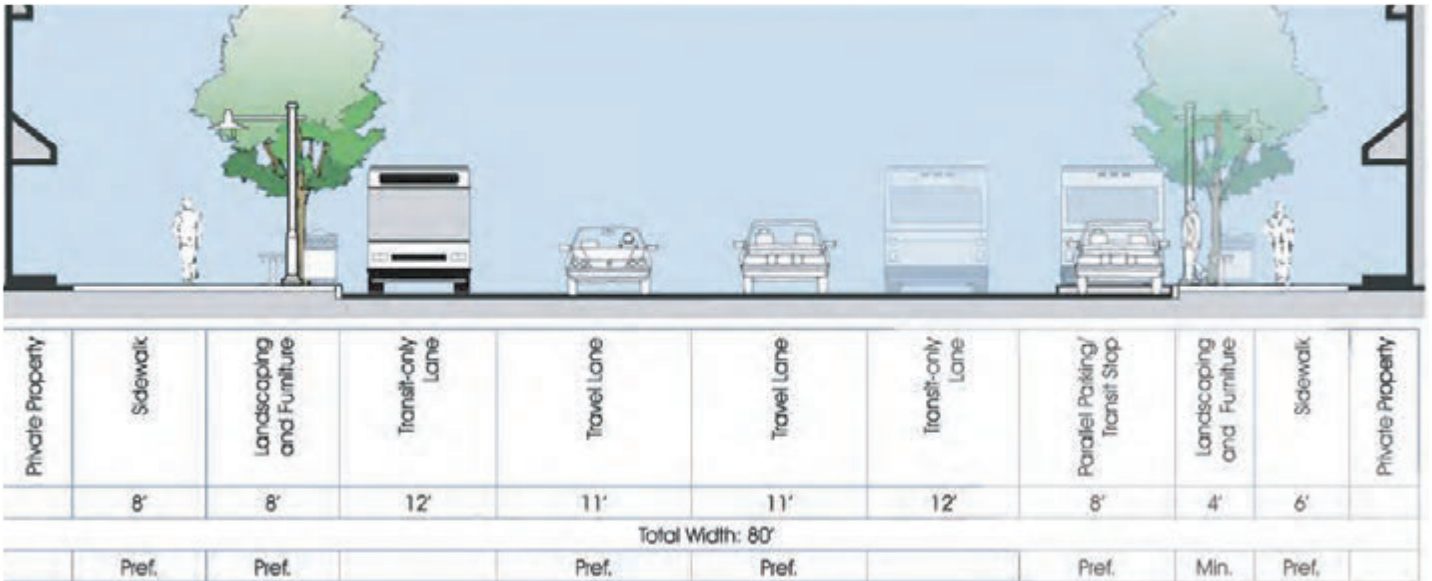 Private Property
Sidewalk
Landscaping
and Furniture
Transit-only
Lane
Travel Lane
Travel Lane
Transit-only
Lane
Parallel Parking/
Transit Stop
Landscaping
and Furniture
Sidewalk
Private Property
8' 8' 12' 11' 11' 12' 8' 4' 6'
Total Width: 80'
Pref. Pref. Pref. Pref. Pref. Min. Pref.